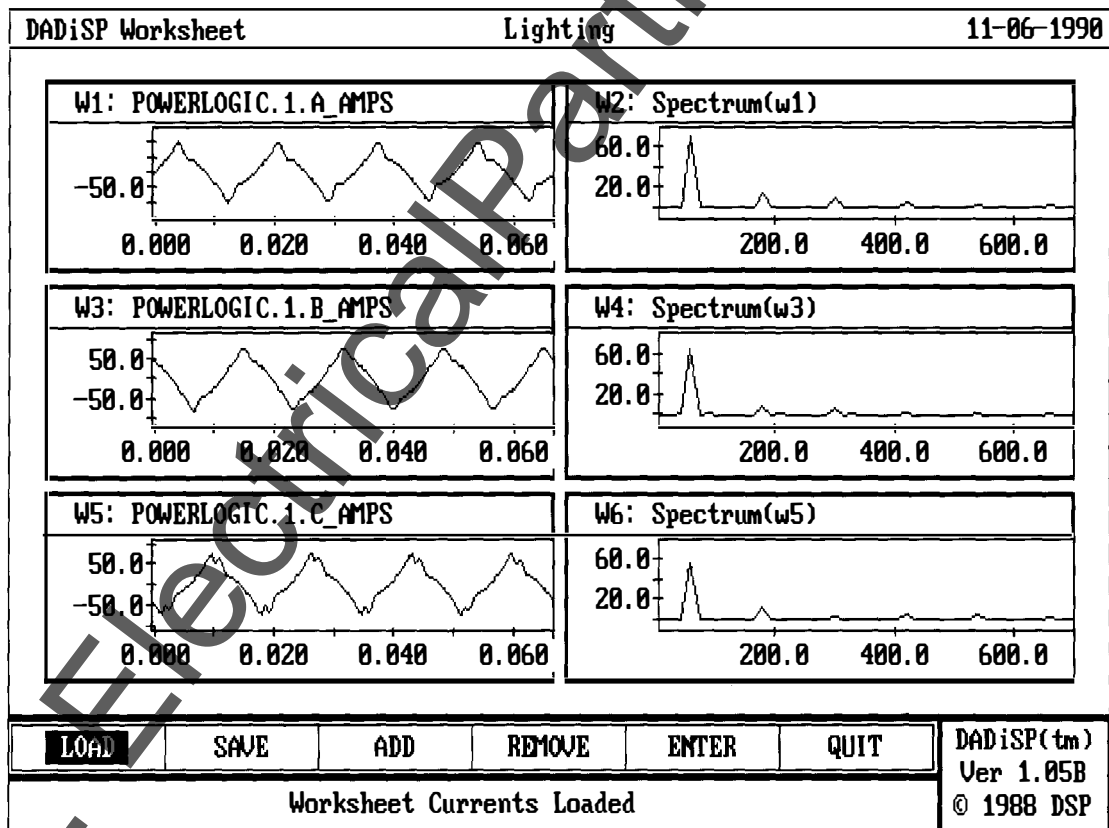 DADiSP Worksheet Lighting 11-06-1990
W1: POWERLOGIC.1.A_AMPS
-50.0
0.000 0.020 0.040 0.060
W2: Spectrum(w1)
60.0
20.0
200.0 400.0 600.0
W3: POWERLOGIC.1.B_AMPS
50.0
-50.0
0.000 0.020 0.040 0.060
W4: Spectrum(w3)
60.0
20.0
200.0 400.0 600.0
W5: POWERLOGIC.1.C_AMPS
50.0
-50.0
0.000 0.020 0.040 0.060
W6: Spectrum(w5)
60.0
20.0
200.0 400.0 600.0
LOAD SAVE ADD REMOVE ENTER QUIT
Worksheet Currents Loaded
DADiSP(tm)
Ver 1.05B
© 1988 DSP